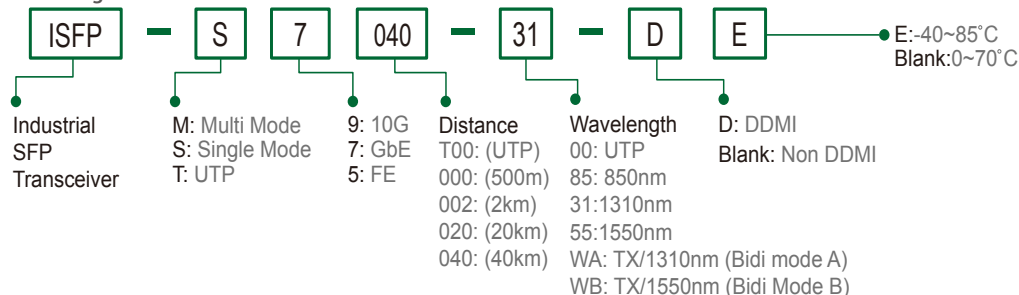 ISFP - S 7 040 - 31 - D E
E:-40~85˚C
Blank:0~70˚C
Industrial
SFP
Transceiver
M: Multi Mode
S: Single Mode
T: UTP
9: 10G
7: GbE
5: FE
Distance
T00: (UTP)
000: (500m)
002: (2km)
020: (20km)
040: (40km)
Wavelength
00: UTP
85: 850nm
31:1310nm
55:1550nm
WA: TX/1310nm (Bidi mode A)
WB: TX/1550nm (Bidi Mode B)
D: DDMI
Blank: Non DDMI